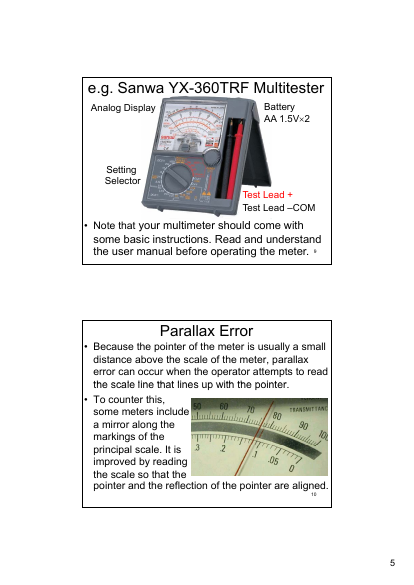 e.g. Sanwa YX-360TRF Multitester
Analog Display
Battery
AA 1.5V×2
Setting
Selector
Test Lead +
Test Lead –COM
• Note that your multimeter should come with
some basic instructions. Read and understand
the user manual before operating the meter.
9
Parallax Error
• Because the pointer of the meter is usually a small
distance above the scale of the meter, parallax
error can occur when the operator attempts to read
the scale line that lines up with the pointer.
• To counter this,
some meters include
a mirror along the
markings of the
principal scale. It is
improved by reading
the scale so that the
pointer and the reflection of the pointer are aligned.
50 60 70 80 90 100
TRANSMITTANC
.3 .2 .1 .05 0
10
5